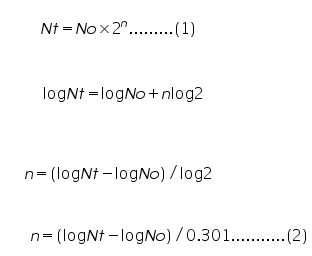 Nt = No × 2ⁿ.........(1)
logNt = logNo + nlog2
n = (logNt − logNo) / log2
n = (logNt − logNo) / 0.301...........(2)